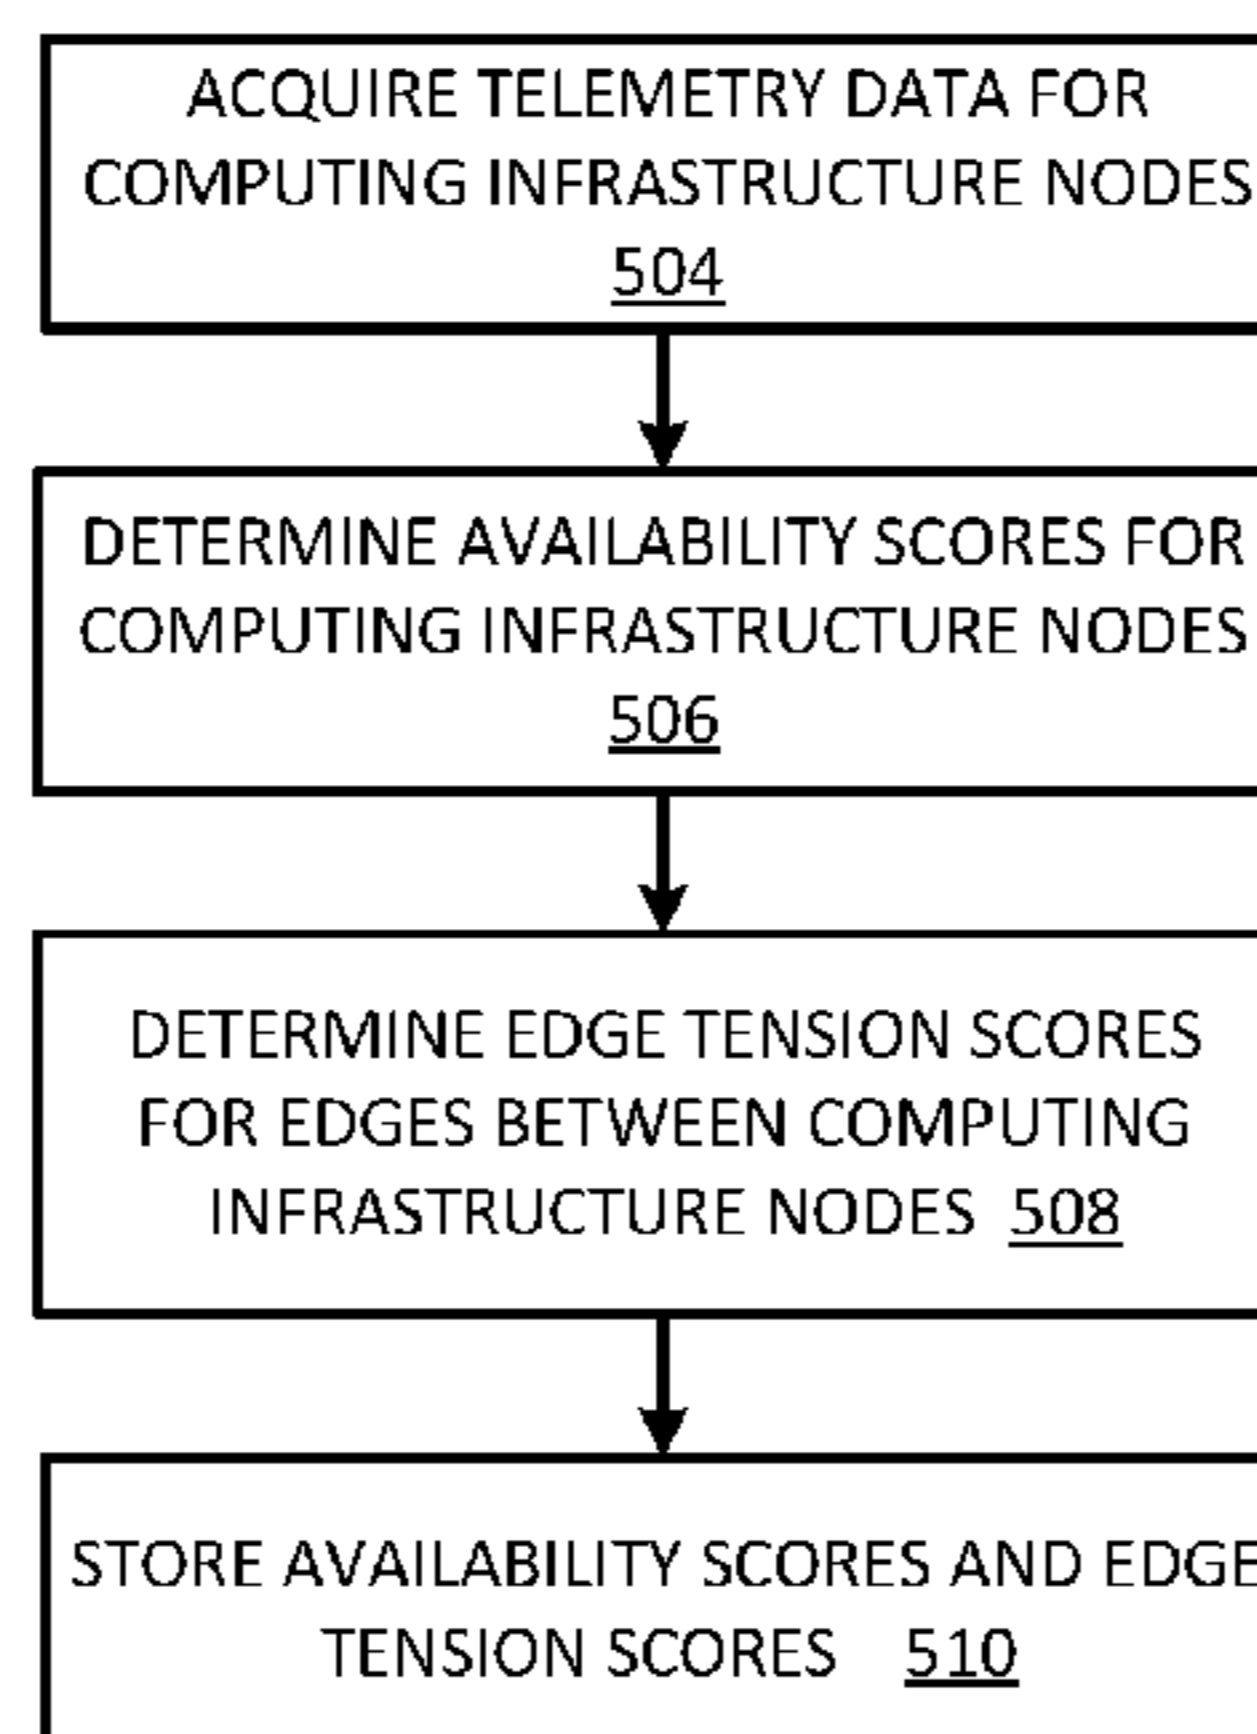 ACQUIRE TELEMETRY DATA FOR
COMPUTING INFRASTRUCTURE NODES
504
DETERMINE AVAILABILITY SCORES FOR
COMPUTING INFRASTRUCTURE NODES
506
DETERMINE EDGE TENSION SCORES
FOR EDGES BETWEEN COMPUTING
INFRASTRUCTURE NODES 508
STORE AVAILABILITY SCORES AND EDGE
TENSION SCORES 510